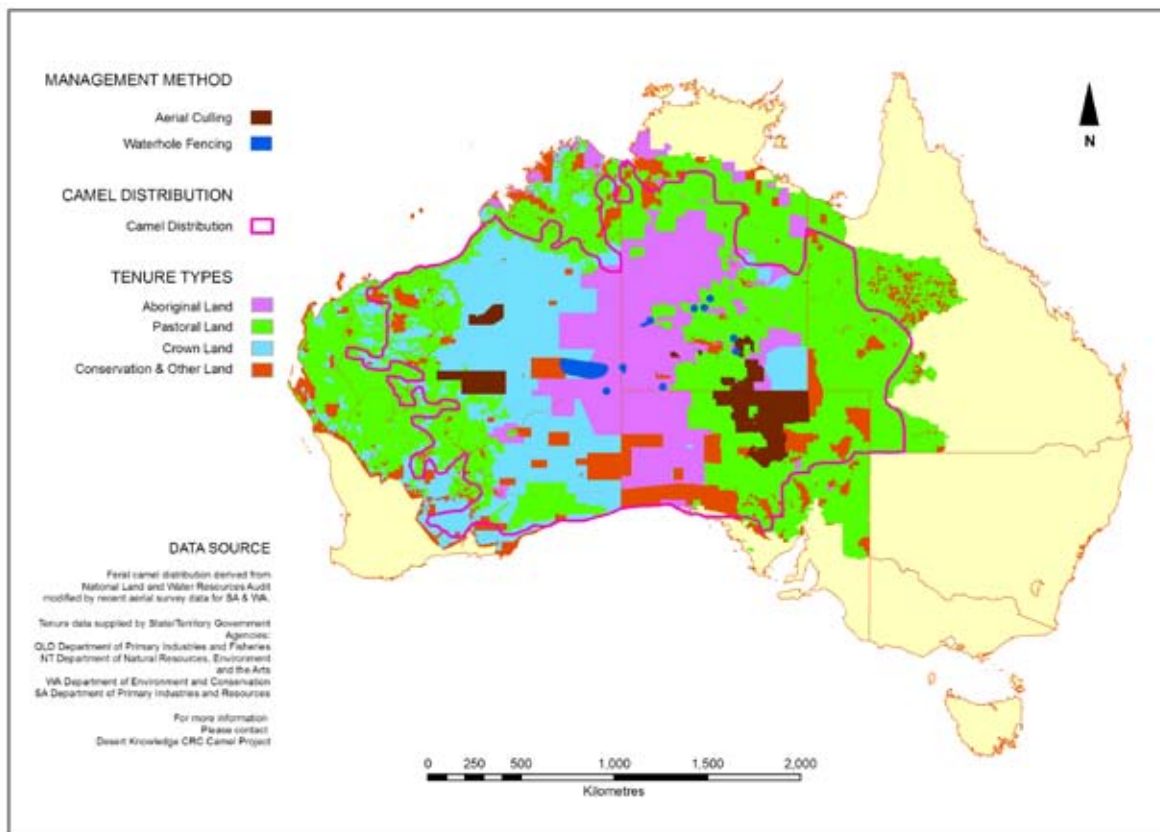 MANAGEMENT METHOD
Aerial Culling
Waterhole Fencing
CAMEL DISTRIBUTION
Camel Distribution
TENURE TYPES
Aboriginal Land
Pastoral Land
Crown Land
Conservation & Other Land
N
DATA SOURCE
Feral camel distribution derived from
National Land and Water Resources Audit
modified by recent aerial survey data for SA & WA.
Tenure data supplied by State/Territory Government
Agencies:
QLD Department of Primary Industries and Fisheries
NT Department of Natural Resources, Environment
and the Arts
WA Department of Environment and Conservation
SA Department of Primary Industries and Resources
For more information
Please contact
Desert Knowledge CRC Camel Project
0 250 500 1,000 1,500 2,000
Kilometres